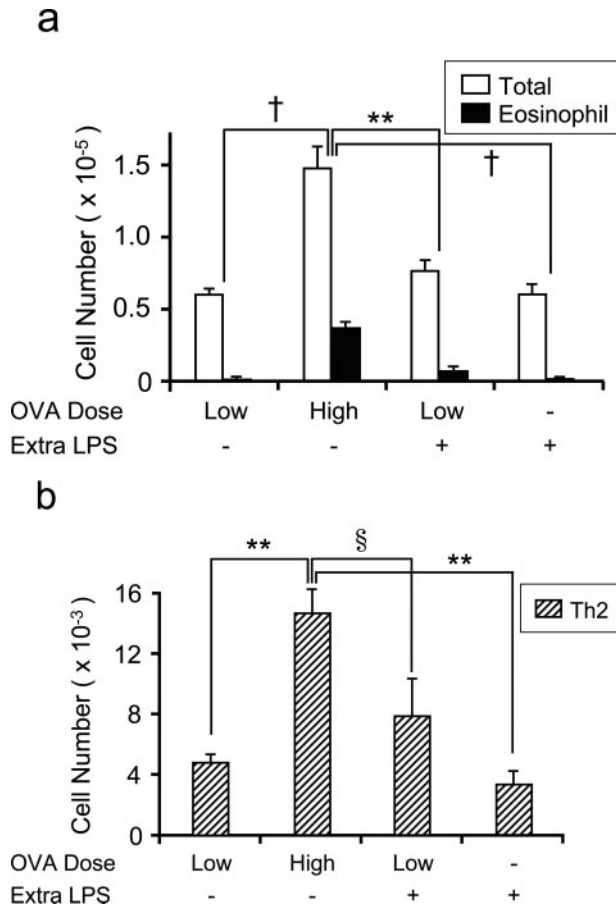 a
Total
Eosinophil
† **
†
Cell Number ( x 10-5)
1.5
1.0
0.5
0
OVA Dose Low High Low -
Extra LPS - - + +
b
** § **
Th2
Cell Number ( x 10-3)
16
12
8
4
0
OVA Dose Low High Low -
Extra LPS - - + +